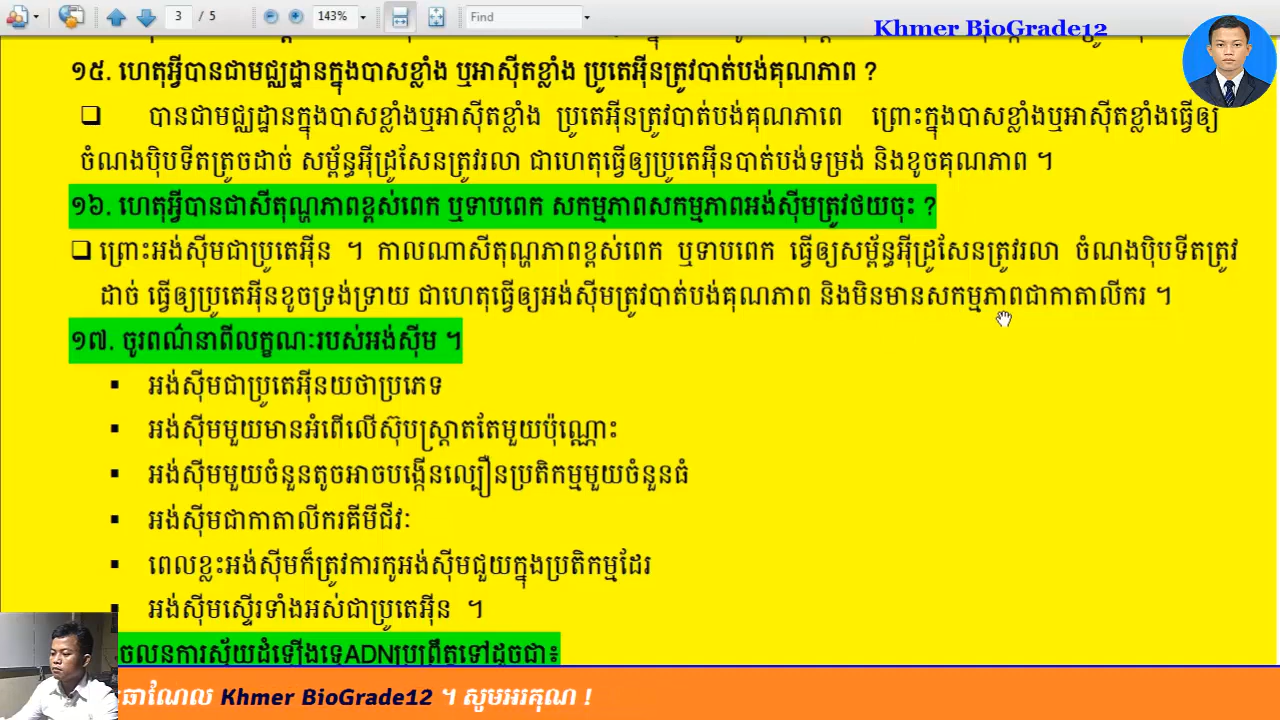 3 / 5
143%
Find
Khmer BioGrade12
១៥. ហេតុអ្វីបានជាមជ្ឈដ្ឋានក្នុងបាសខ្លាំង ឬអាស៊ីតខ្លាំង ប្រូតេអ៊ីនត្រូវបាត់បង់គុណភាព ?
បានជាមជ្ឈដ្ឋានក្នុងបាសខ្លាំងឬអាស៊ីតខ្លាំង ប្រូតេអ៊ីនត្រូវបាត់បង់គុណភាពេ ព្រោះក្នុងបាសខ្លាំងឬអាស៊ីតខ្លាំងធ្វើឲ្យ
ចំណងប៉ិបទីតត្រូចដាច់ សម្ព័ន្ធអ៊ីដ្រូសែនត្រូវរលា ជាហេតុធ្វើឲ្យប្រូតេអ៊ីនបាត់បង់ទម្រង់ និងខូចគុណភាព ។
១៦. ហេតុអ្វីបានជាសីតុណ្ហភាពខ្ពស់ពេក ឬទាបពេក សកម្មភាពសកម្មភាពអង់ស៊ីមត្រូវថយចុះ ?
ព្រោះអង់ស៊ីមជាប្រូតេអ៊ីន ។ កាលណាសីតុណ្ហភាពខ្ពស់ពេក ឬទាបពេក ធ្វើឲ្យសម្ព័ន្ធអ៊ីដ្រូសែនត្រូវរលា ចំណងប៉ិបទីតត្រូវ
ដាច់ ធ្វើឲ្យប្រូតេអ៊ីនខូចទ្រង់ទ្រាយ ជាហេតុធ្វើឲ្យអង់ស៊ីមត្រូវបាត់បង់គុណភាព និងមិនមានសកម្មភាពជាកាតាលីករ ។
១៧. ចូរពណ៌នាពីលក្ខណៈរបស់អង់ស៊ីម ។
អង់ស៊ីមជាប្រូតេអ៊ីនយថាប្រភេទ
អង់ស៊ីមមួយមានអំពើលើស៊ុបស្ត្រាតតែមួយប៉ុណ្ណោះ
អង់ស៊ីមមួយចំនួនតូចអាចបង្កើនល្បឿនប្រតិកម្មមួយចំនួនធំ
អង់ស៊ីមជាកាតាលីករគីមីជីវៈ
ពេលខ្លះអង់ស៊ីមក៏ត្រូវការកូអង់ស៊ីមជួយក្នុងប្រតិកម្មដែរ
អង់ស៊ីមស្ទើរទាំងអស់ជាប្រូតេអ៊ីន ។
ចលនការស្វ័យដំឡើងទ្វេADNប្រព្រឹត្តទៅដូចជា៖
ឆាណែល Khmer BioGrade12 ។ សូមអរគុណ !